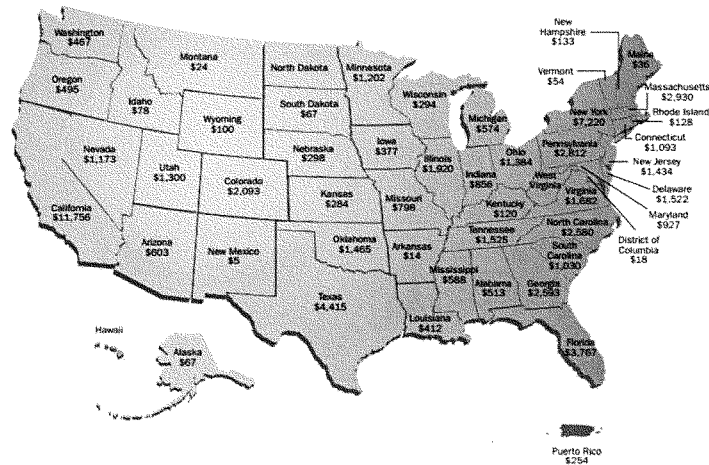 Washington
$467
Oregon
$495
Montana
$24
Idaho
$78
Wyoming
$100
Nevada
$1,173
Utah
$1,300
Colorado
$2,093
California
$11,756
Arizona
$603
New Mexico
$5
North Dakota
South Dakota
$67
Nebraska
$298
Kansas
$284
Oklahoma
$1,465
Texas
$4,415
Minnesota
$1,202
Iowa
$377
Missouri
$798
Arkansas
$14
Louisiana
$412
Wisconsin
$294
Illinois
$1,920
Michigan
$574
Indiana
$856
Ohio
$1,384
Kentucky
$120
Tennessee
$1,525
Mississippi
$588
Alabama
$513
Georgia
$2,593
Florida
$3,767
South
Carolina
$1,030
North Carolina
$2,580
Virginia
$1,682
West
Virginia
Pennsylvania
$2,812
New York
$7,220
Vermont
$54
New
Hampshire
$133
Maine
$36
Massachusetts
$2,930
Rhode Island
$128
Connecticut
$1,093
New Jersey
$1,434
Delaware
$1,522
Maryland
$927
District of
Columbia
$18
Hawaii
Alaska
$67
Puerto Rico
$254